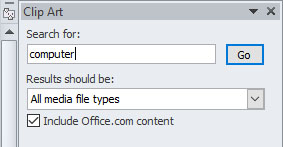 Clip Art
Search for:
computer
Go
Results should be:
All media file types
Include Office.com content